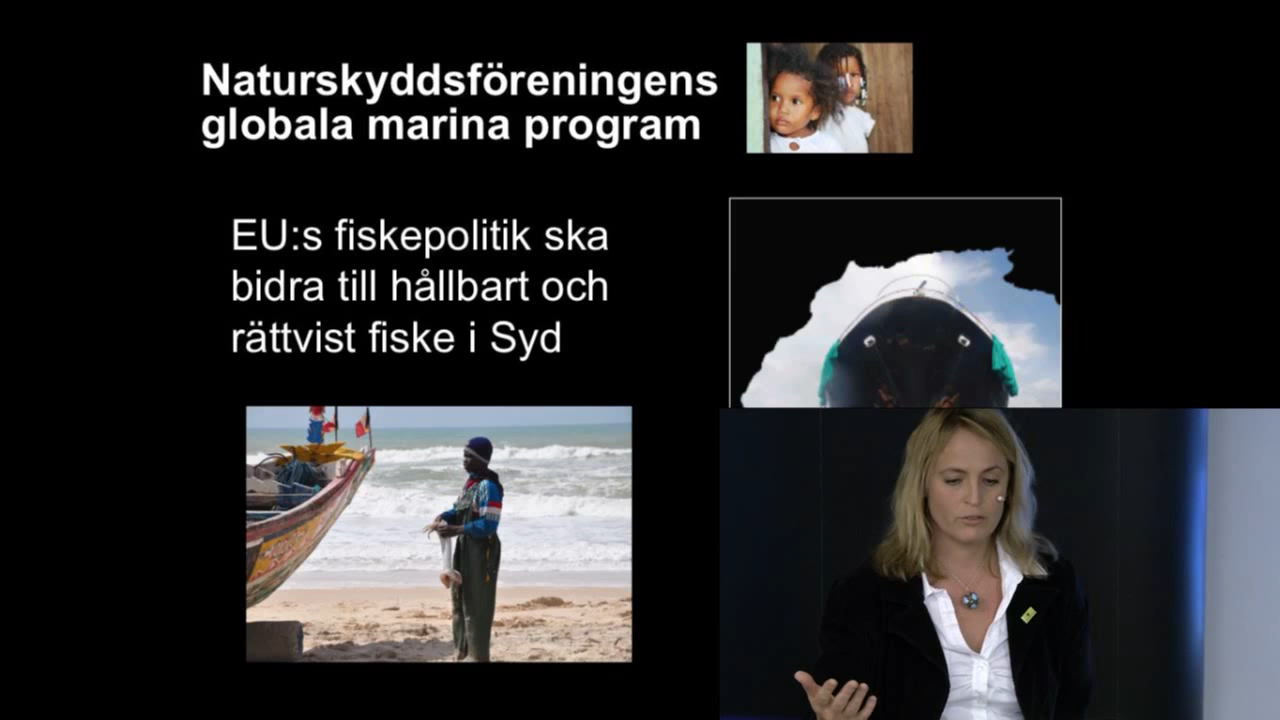 Naturskyddsföreningens
globala marina program
EU:s fiskepolitik ska
bidra till hållbart och
rättvist fiske i Syd